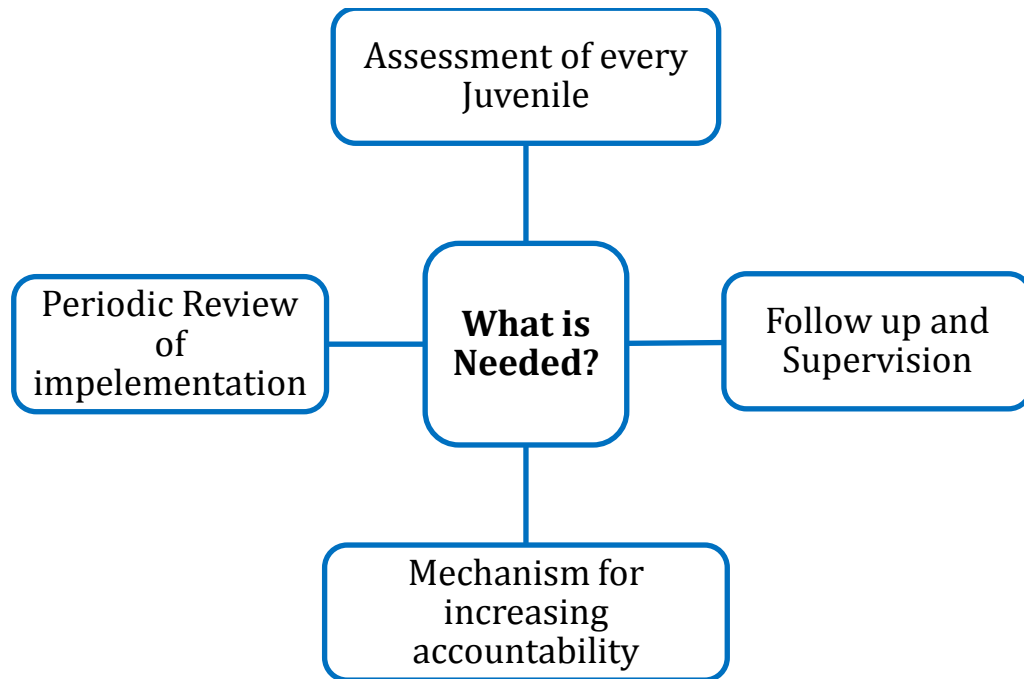 Assessment of every
Juvenile
Periodic Review
of
impelementation
What is
Needed?
Follow up and
Supervision
Mechanism for
increasing
accountability